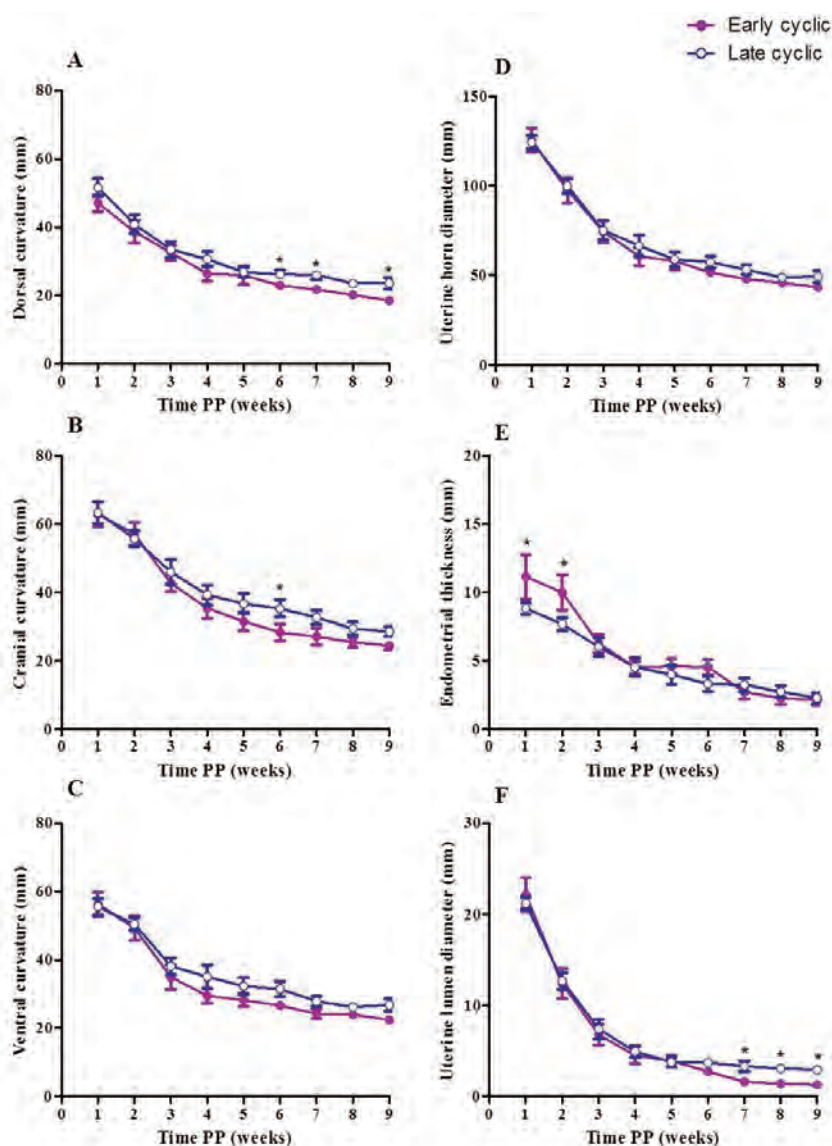 Early cyclic
Late cyclic
A
80
60
40
20
0
Dorsal curvature (mm)
* * *
0 1 2 3 4 5 6 7 8 9
Time PP (weeks)
B
80
60
40
20
0
Cranial curvature (mm)
*
0 1 2 3 4 5 6 7 8 9
Time PP (weeks)
C
80
60
40
20
0
Ventral curvature (mm)
0 1 2 3 4 5 6 7 8 9
Time PP (weeks)
D
150
100
50
0
Uterine horn diameter (mm)
0 1 2 3 4 5 6 7 8 9
Time PP (weeks)
E
20
15
10
5
0
Endometrial thickness (mm)
* *
0 1 2 3 4 5 6 7 8 9
Time PP (weeks)
F
30
20
10
0
Uterine lumen diameter (mm)
* * *
0 1 2 3 4 5 6 7 8 9
Time PP (weeks)